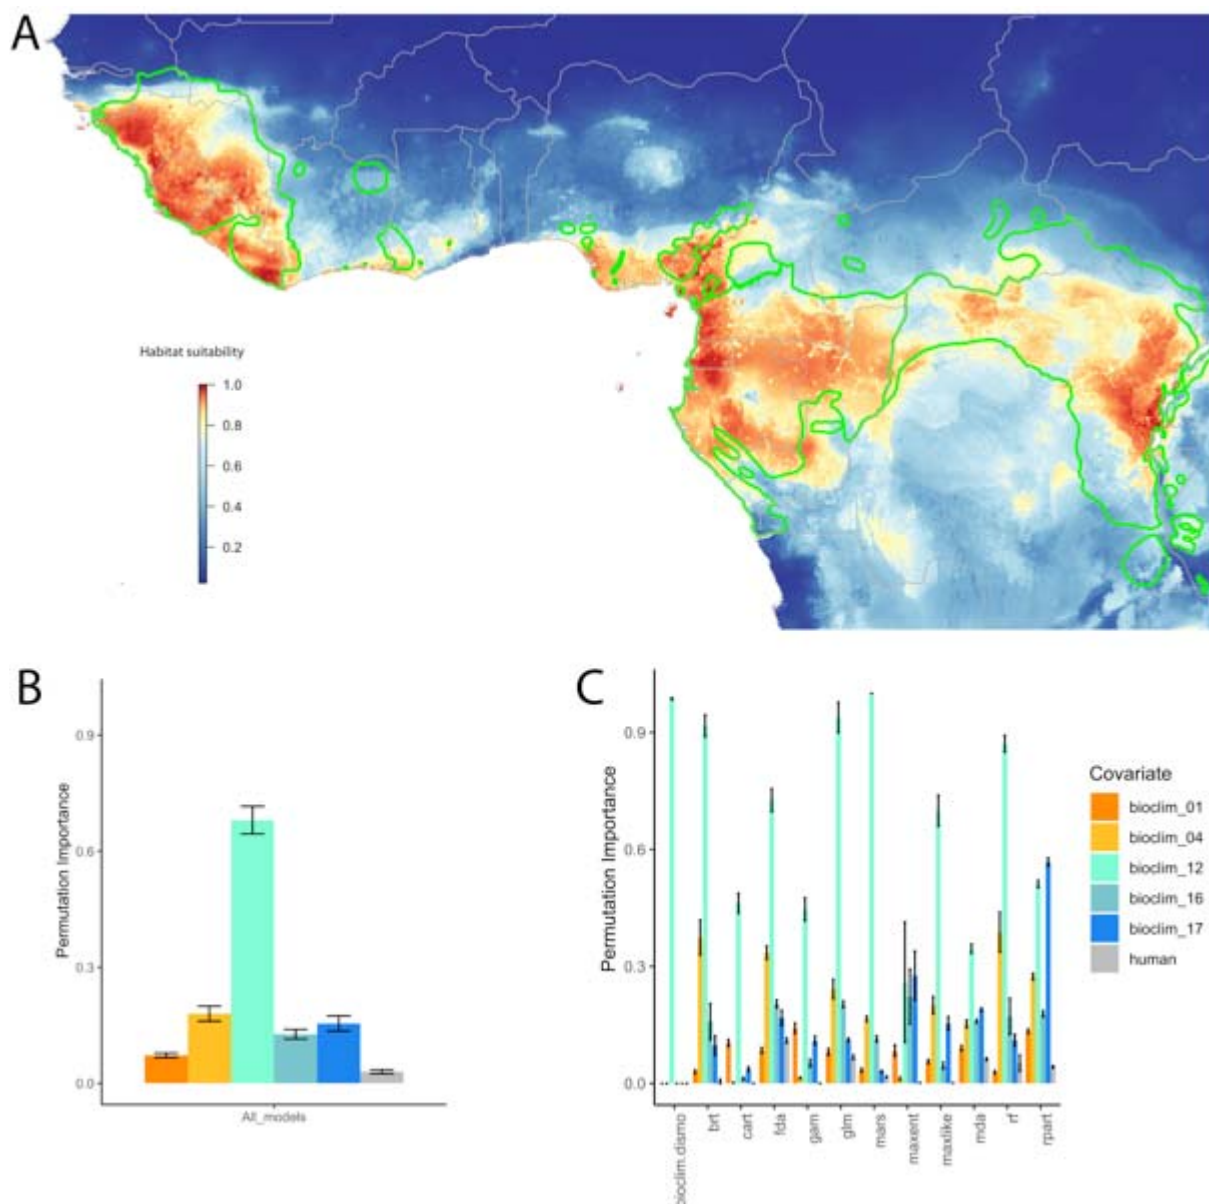 A
Habitat suitability
1.0
0.8
0.6
0.4
0.2
B
Permutation Importance
0.9
0.6
0.3
0.0
All_models
C
Permutation Importance
0.9
0.6
0.3
0.0
bioclim.dismo
brt
cart
fda
gam
glm
mars
maxent
maxlike
mda
rf
rpart
Covariate
bioclim_01
bioclim_04
bioclim_12
bioclim_16
bioclim_17
human